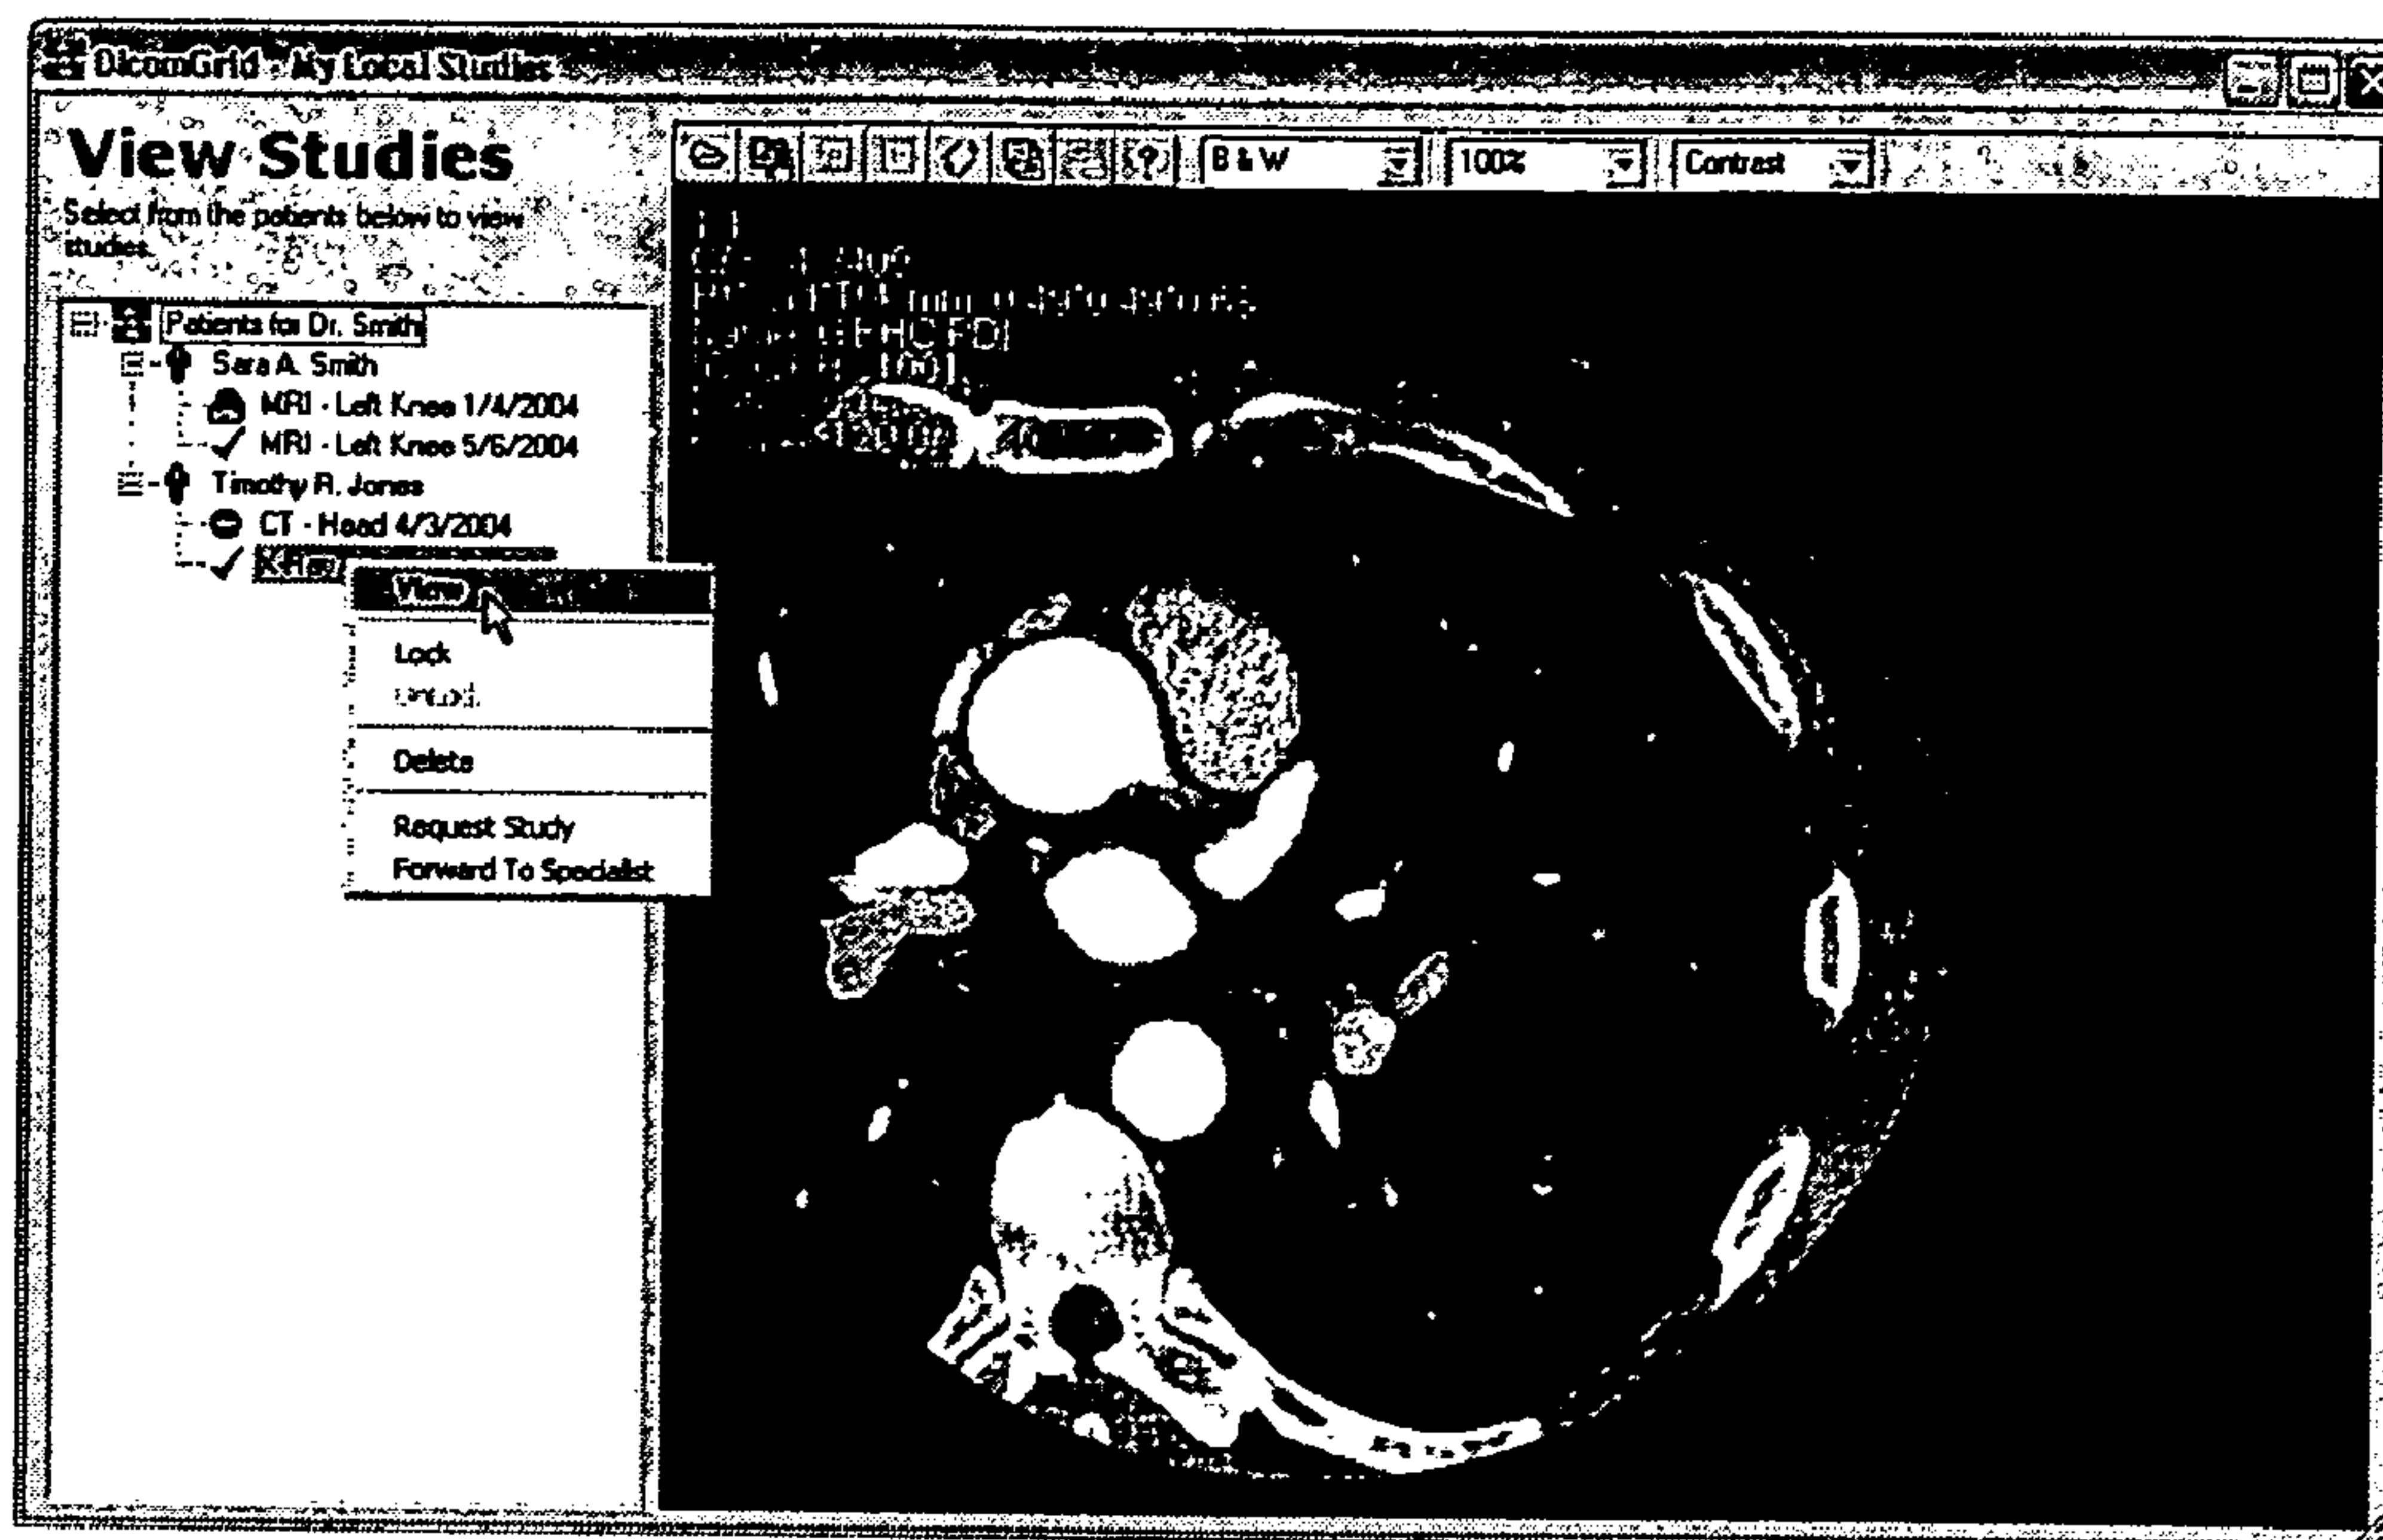 DicomGrid - My Local Studies
View Studies
Select from the patients below to view
studies.
B & W 100% Contrast
Patients for Dr. Smith
Sara A. Smith
MRI - Left Knee 1/4/2004
MRI - Left Knee 5/6/2004
Timothy R. Jones
CT - Head 4/3/2004
X-Ray
View
Lock
Unlock
Delete
Request Study
Forward To Specialist